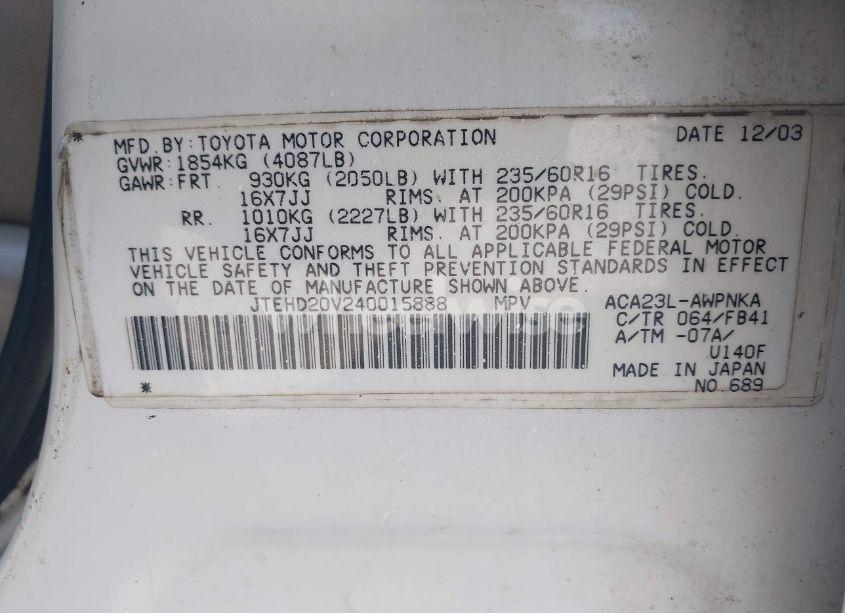 * MFD.BY:TOYOTA MOTOR CORPORATION DATE 12/03
GVWR:1854KG (4087LB)
GAWR:FRT. 930KG (2050LB) WITH 235/60R16 TIRES.
16X7JJ RIMS. AT 200KPA (29PSI) COLD.
RR. 1010KG (2227LB) WITH 235/60R16 TIRES.
16X7JJ RIMS. AT 200KPA (29PSI) COLD.
THIS VEHICLE CONFORMS TO ALL APPLICABLE FEDERAL MOTOR
VEHICLE SAFETY AND THEFT PREVENTION STANDARDS IN EFFECT
ON THE DATE OF MANUFACTURE SHOWN ABOVE.
JTEHD20V240015888 MPV ACA23L-AWPNKA
C/TR 064/FB41
A/TM -07A/
U140F
MADE IN JAPAN
* NO.689